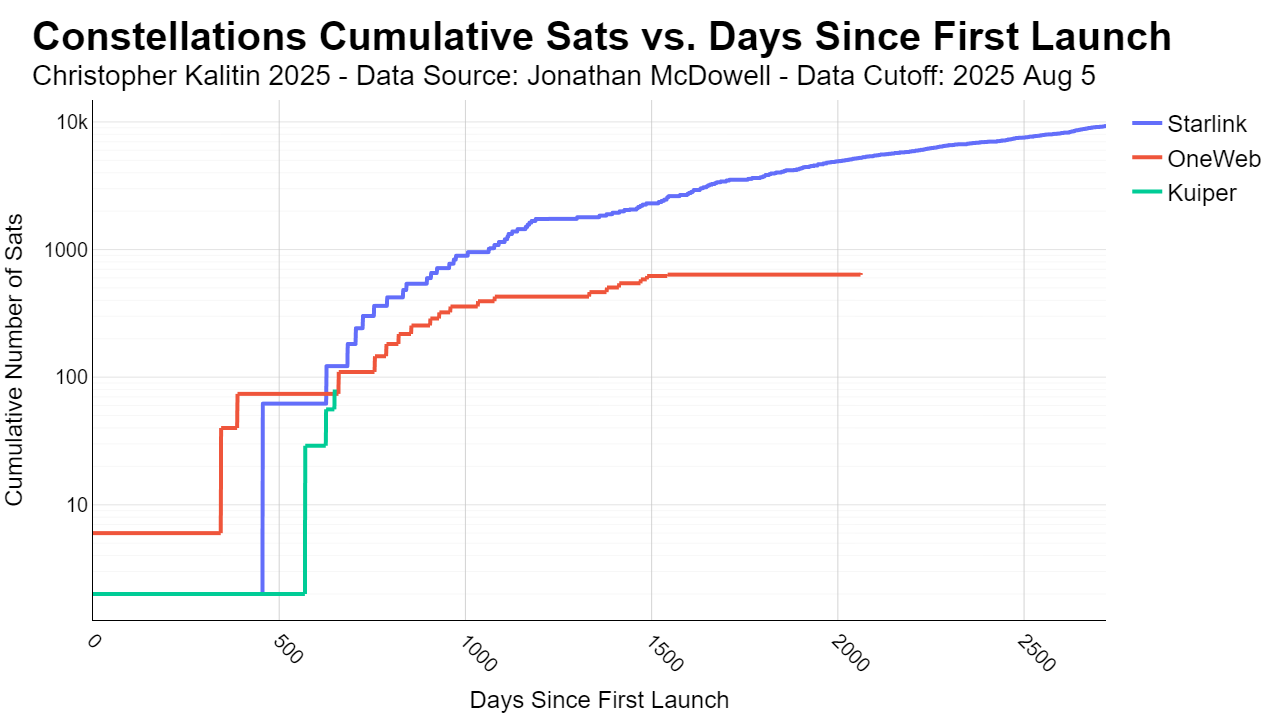 Constellations Cumulative Sats vs. Days Since First Launch
Christopher Kalitin 2025 - Data Source: Jonathan McDowell - Data Cutoff: 2025 Aug 5
Starlink
OneWeb
Kuiper
Cumulative Number of Sats
10k
1000
100
10
0
500
1000
1500
2000
2500
Days Since First Launch